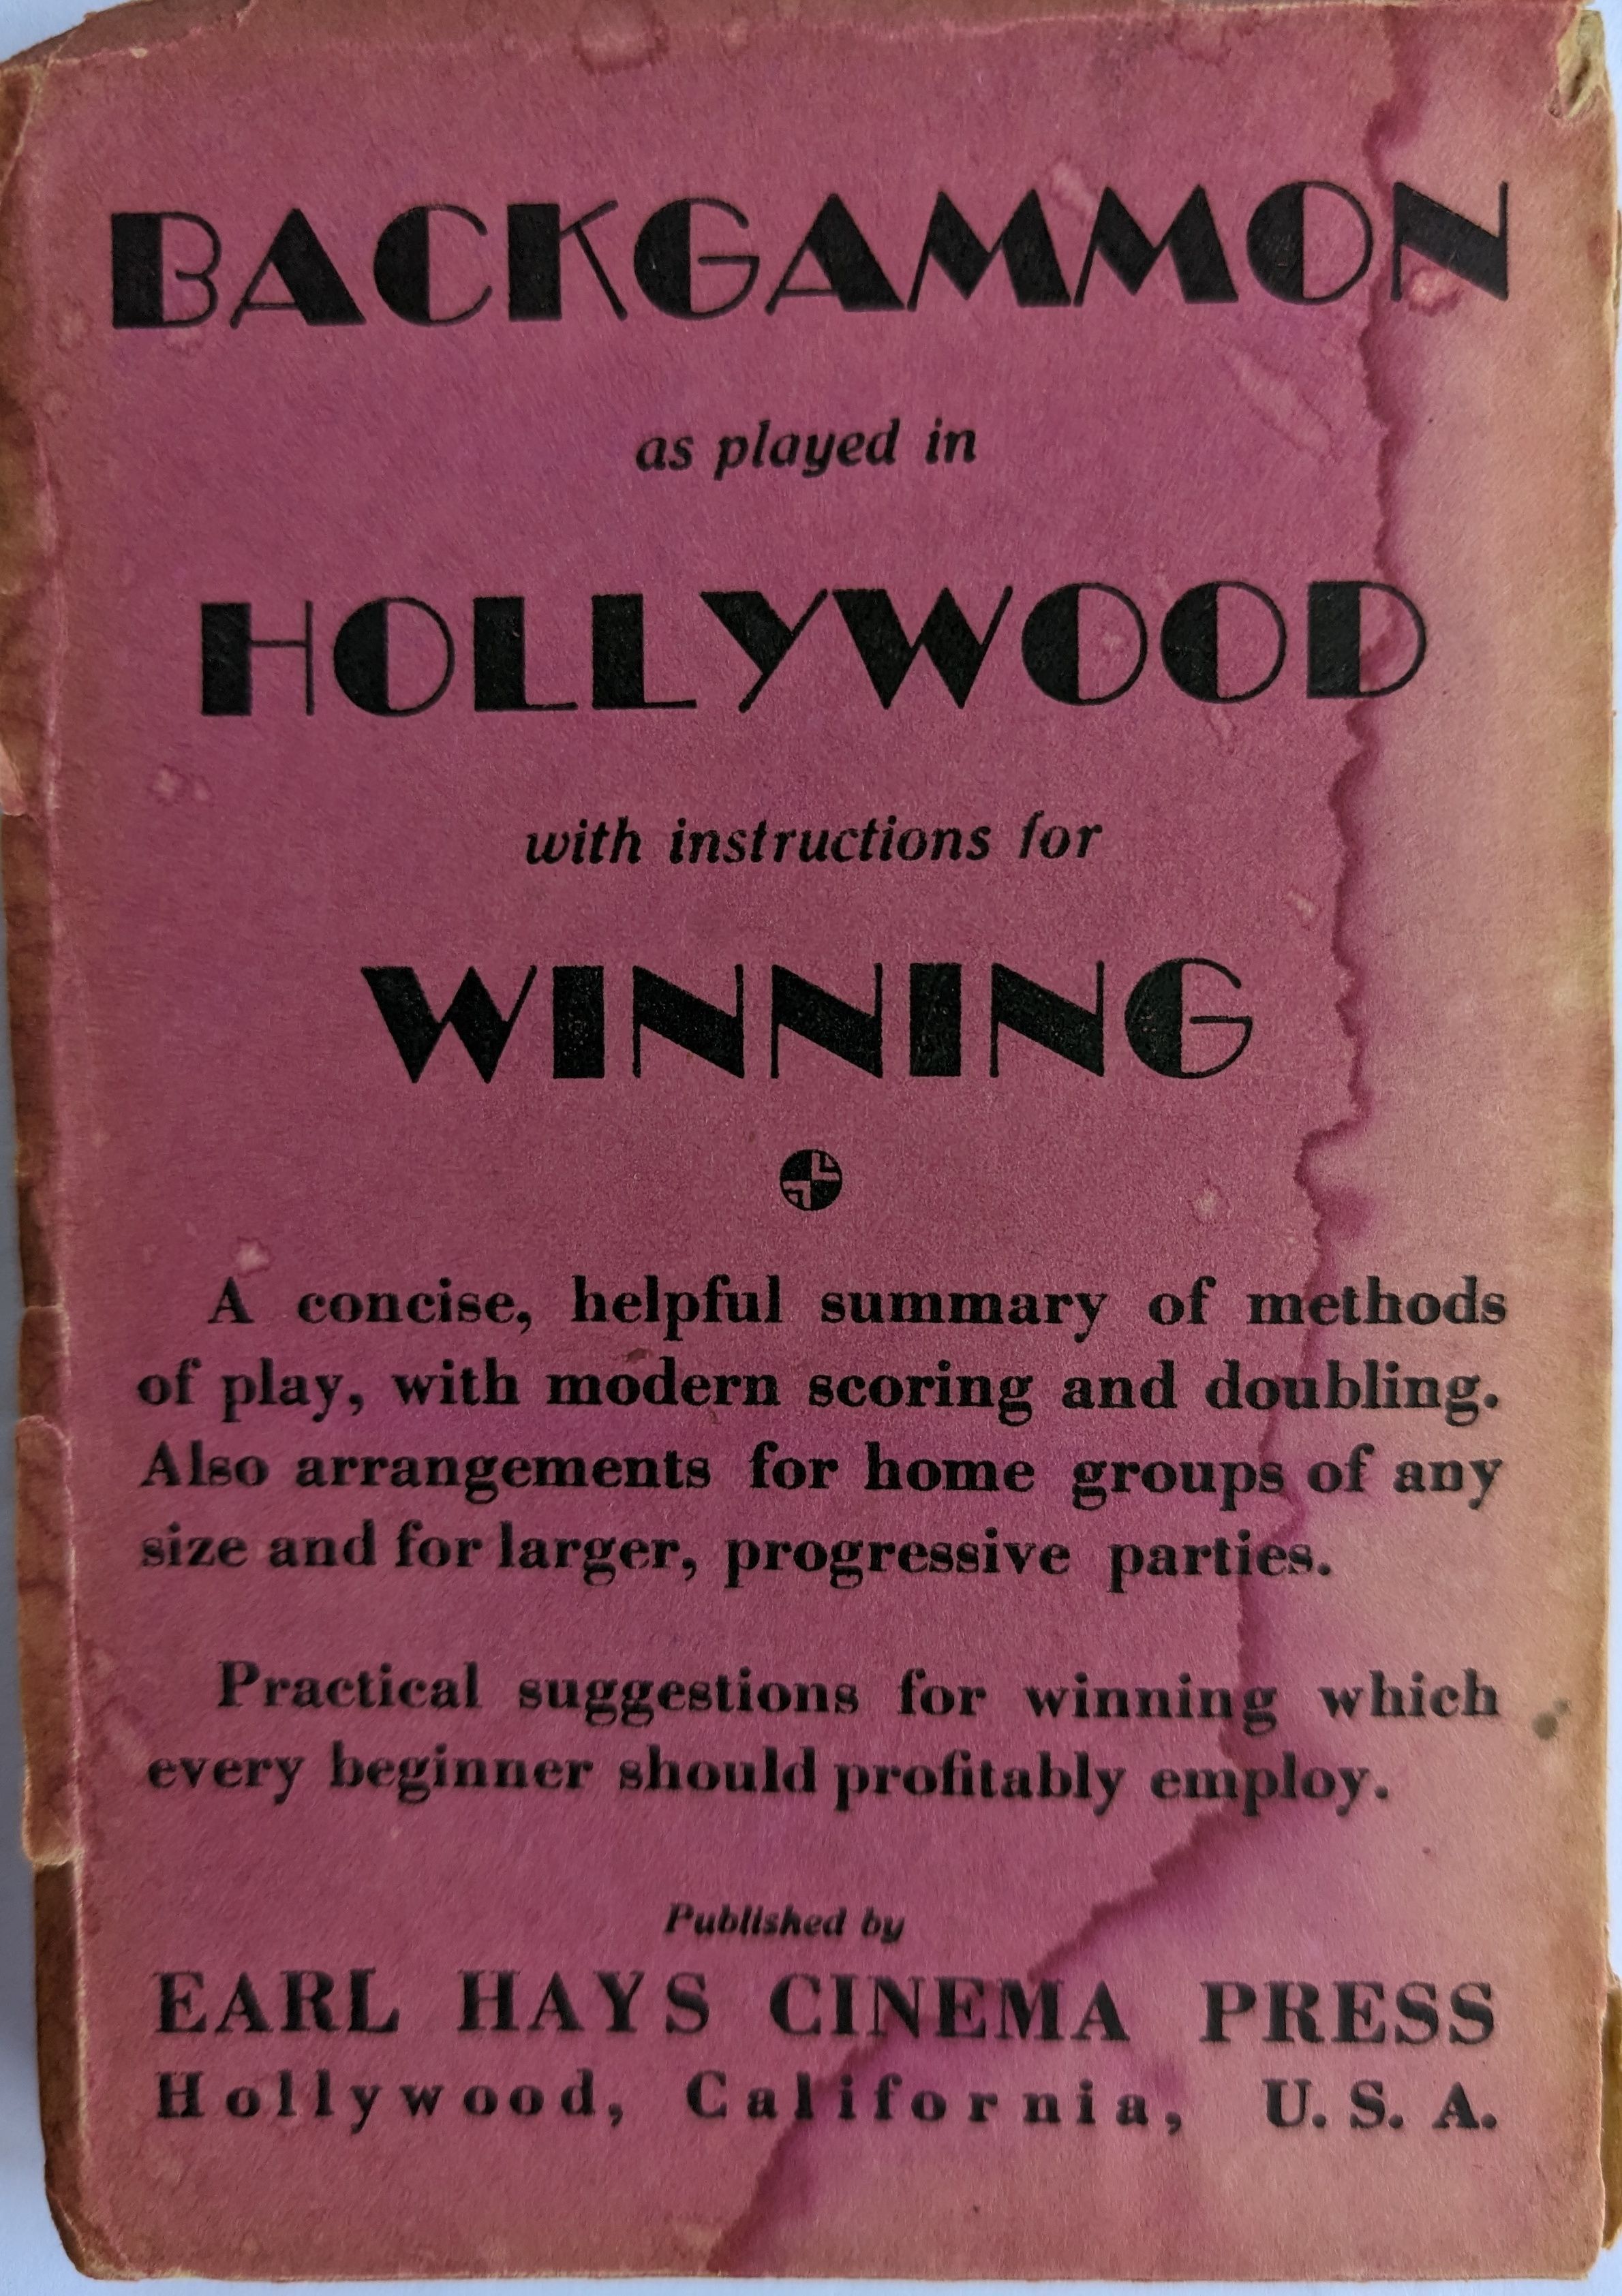 BACKGAMMON
as played in
HOLLYWOOD
with instructions for
WINNING
A concise, helpful summary of methods
of play, with modern scoring and doubling.
Also arrangements for home groups of any
size and for larger, progressive parties.
Practical suggestions for winning which
every beginner should profitably employ.
Published by
EARL HAYS CINEMA PRESS
Hollywood, California, U. S. A.